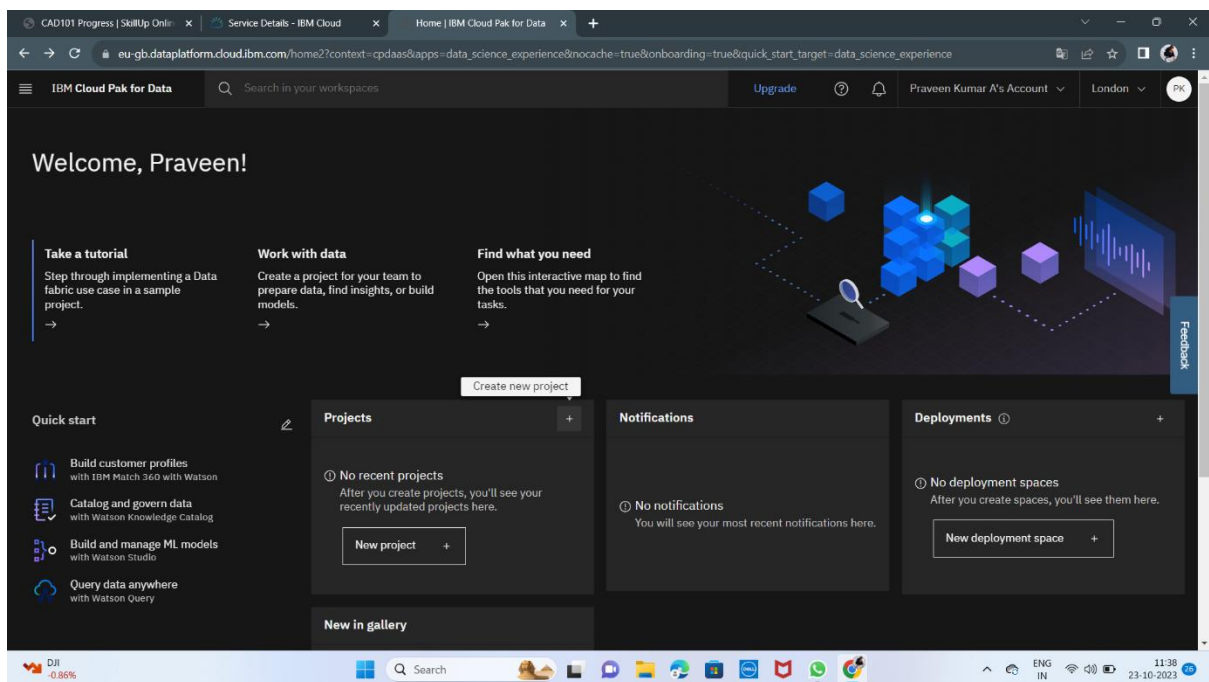 CAD101 Progress | SkillUp Onlin
Service Details - IBM Cloud
Home | IBM Cloud Pak for Data
eu-gb.dataplatform.cloud.ibm.com/home2?context=cpdaas&apps=data_science_experience&nocache=true&onboarding=true&quick_start_target=data_science_experience
IBM Cloud Pak for Data
Search in your workspaces
Upgrade
Praveen Kumar A's Account
London
PK
Welcome, Praveen!
Take a tutorial
Step through implementing a Data
fabric use case in a sample
project.
Work with data
Create a project for your team to
prepare data, find insights, or build
models.
Find what you need
Open this interactive map to find
the tools that you need for your
tasks.
Feedback
Create new project
Quick start
Build customer profiles
with IBM Match 360 with Watson
Catalog and govern data
with Watson Knowledge Catalog
Build and manage ML models
with Watson Studio
Query data anywhere
with Watson Query
Projects
No recent projects
After you create projects, you'll see your
recently updated projects here.
New project +
Notifications
No notifications
You will see your most recent notifications here.
Deployments
No deployment spaces
After you create spaces, you'll see them here.
New deployment space +
New in gallery
DJI
-0.86%
Search
ENG
IN
11:38
23-10-2023
26